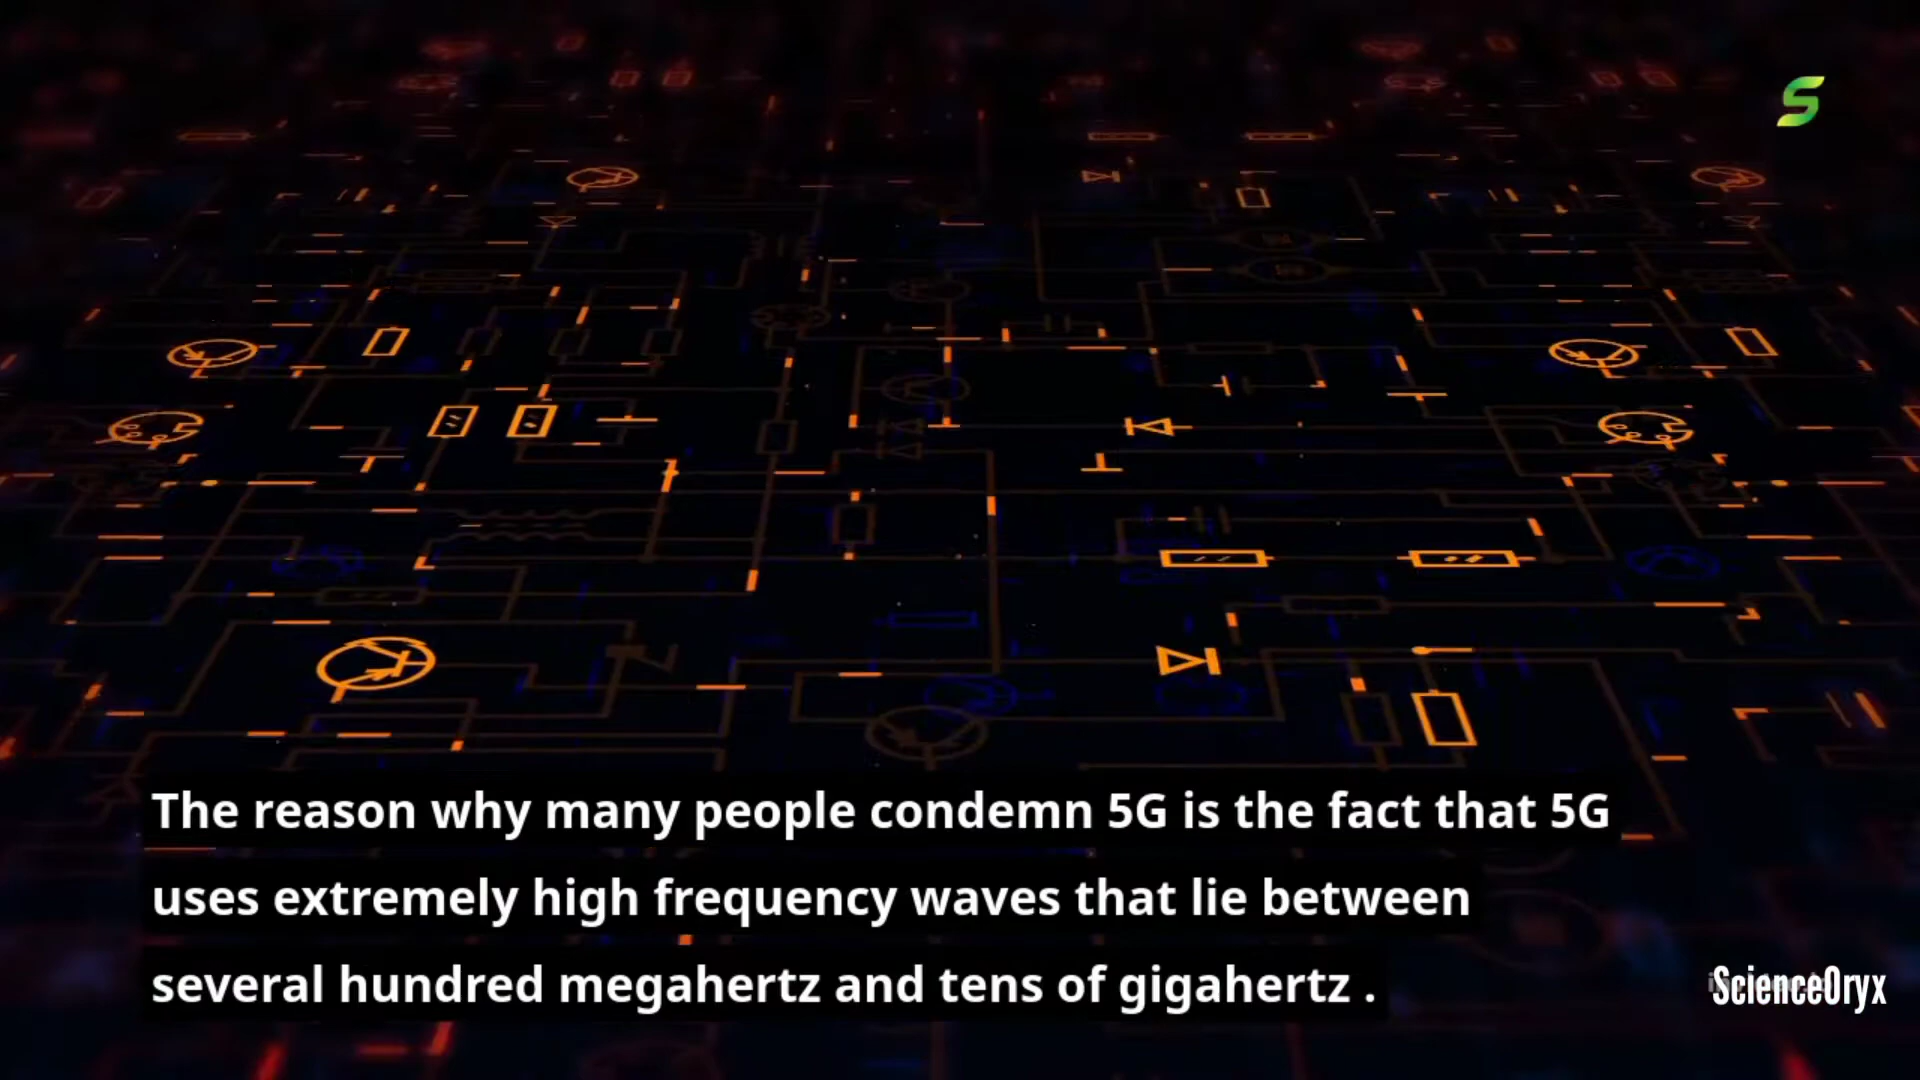 The reason why many people condemn 5G is the fact that 5G
uses extremely high frequency waves that lie between
several hundred megahertz and tens of gigahertz .
ScienceOryx